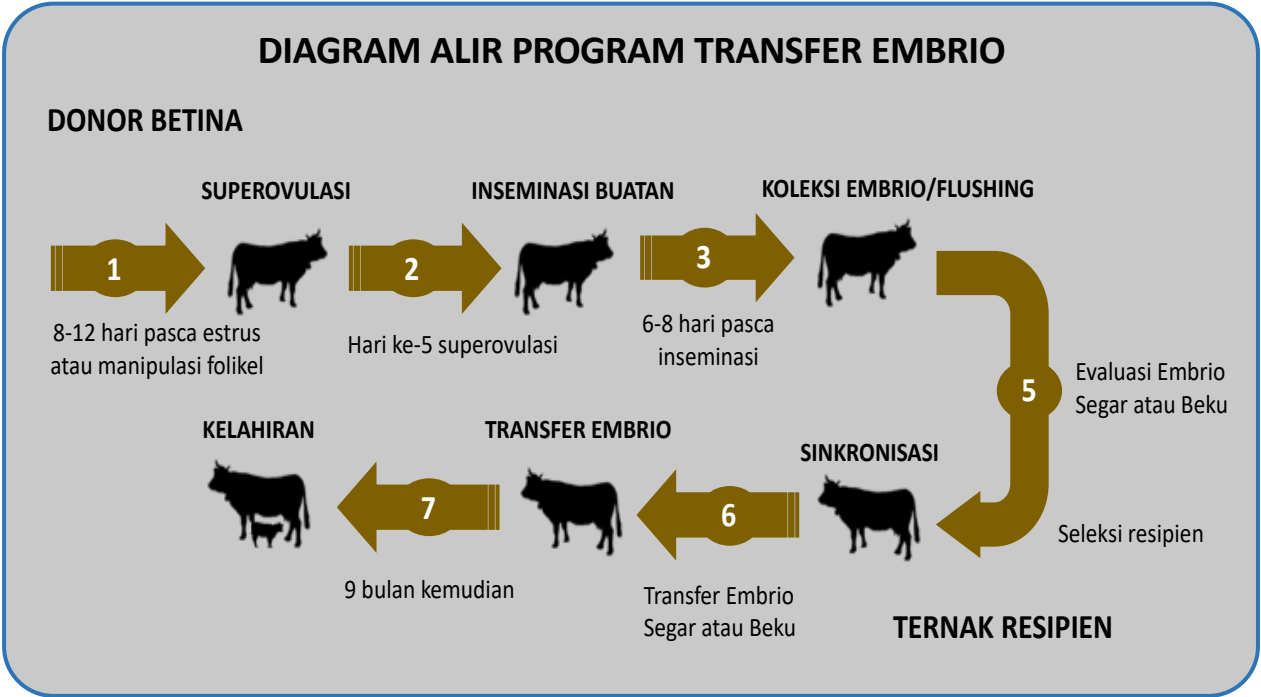 DIAGRAM ALIR PROGRAM TRANSFER EMBRIO
DONOR BETINA
SUPEROVULASI
INSEMINASI BUATAN
KOLEKSI EMBRIO/FLUSHING
1
2
3
8-12 hari pasca estrus
atau manipulasi folikel
Hari ke-5 superovulasi
6-8 hari pasca
inseminasi
5
Evaluasi Embrio
Segar atau Beku
KELAHIRAN
TRANSFER EMBRIO
SINKRONISASI
7
6
Seleksi resipien
9 bulan kemudian
Transfer Embrio
Segar atau Beku
TERNAK RESIPIEN